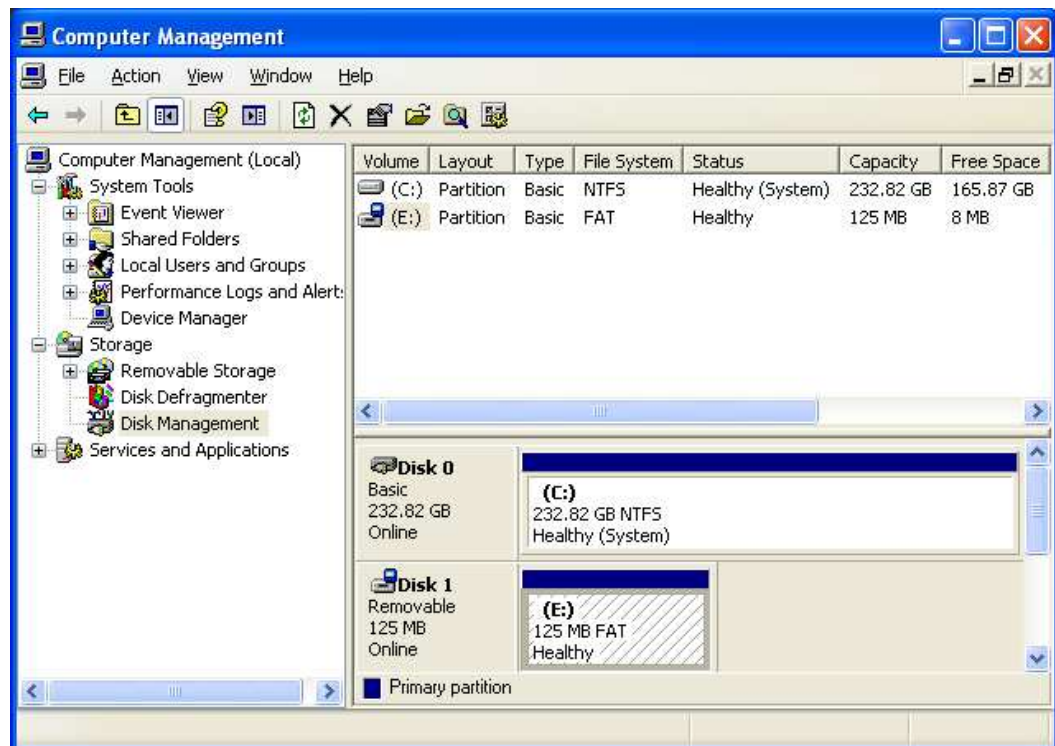 Computer Management
File Action View Window Help
Computer Management (Local)
System Tools
Event Viewer
Shared Folders
Local Users and Groups
Performance Logs and Alert
Device Manager
Storage
Removable Storage
Disk Defragmenter
Disk Management
Services and Applications
Volume Layout Type File System Status Capacity Free Space
(C:) Partition Basic NTFS Healthy (System) 232.82 GB 165.87 GB
(E:) Partition Basic FAT Healthy 125 MB 8 MB
Disk 0
Basic
232.82 GB
Online
(C:)
232.82 GB NTFS
Healthy (System)
Disk 1
Removable
125 MB
Online
(E:)
125 MB FAT
Healthy
Primary partition